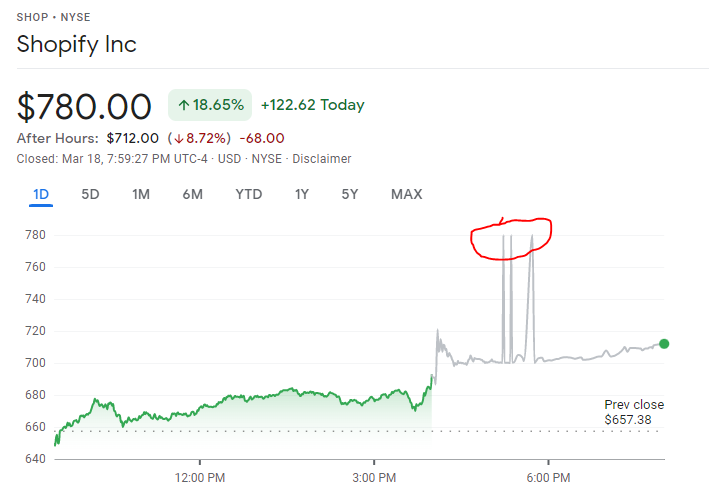 SHOP • NYSE
Shopify Inc
$780.00 ↑18.65% +122.62 Today
After Hours: $712.00 (↓8.72%) -68.00
Closed: Mar 18, 7:59:27 PM UTC-4 · USD · NYSE · Disclaimer
1D 5D 1M 6M YTD 1Y 5Y MAX
780
760
740
720
700
680
660
640
Prev close
$657.38
12:00 PM 3:00 PM 6:00 PM